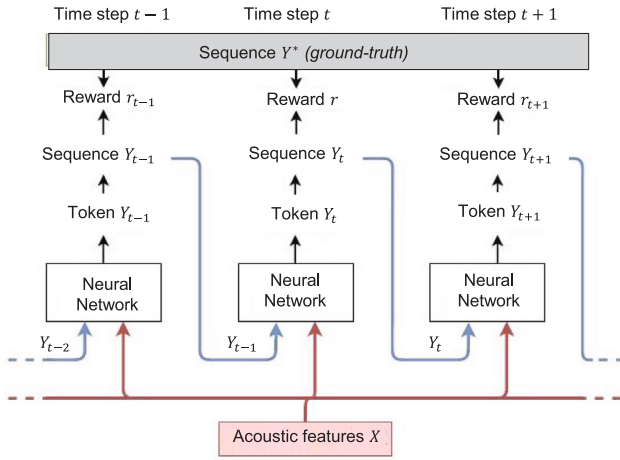 Time step t − 1 Time step t Time step t + 1
Sequence Y* (ground-truth)
Reward r_{t−1} Reward r Reward r_{t+1}
Sequence Y_{t−1} Sequence Y_t Sequence Y_{t+1}
Token Y_{t−1} Token Y_t Token Y_{t+1}
Neural Neural Neural
Network Network Network
Y_{t−2} Y_{t−1} Y_t
Acoustic features X